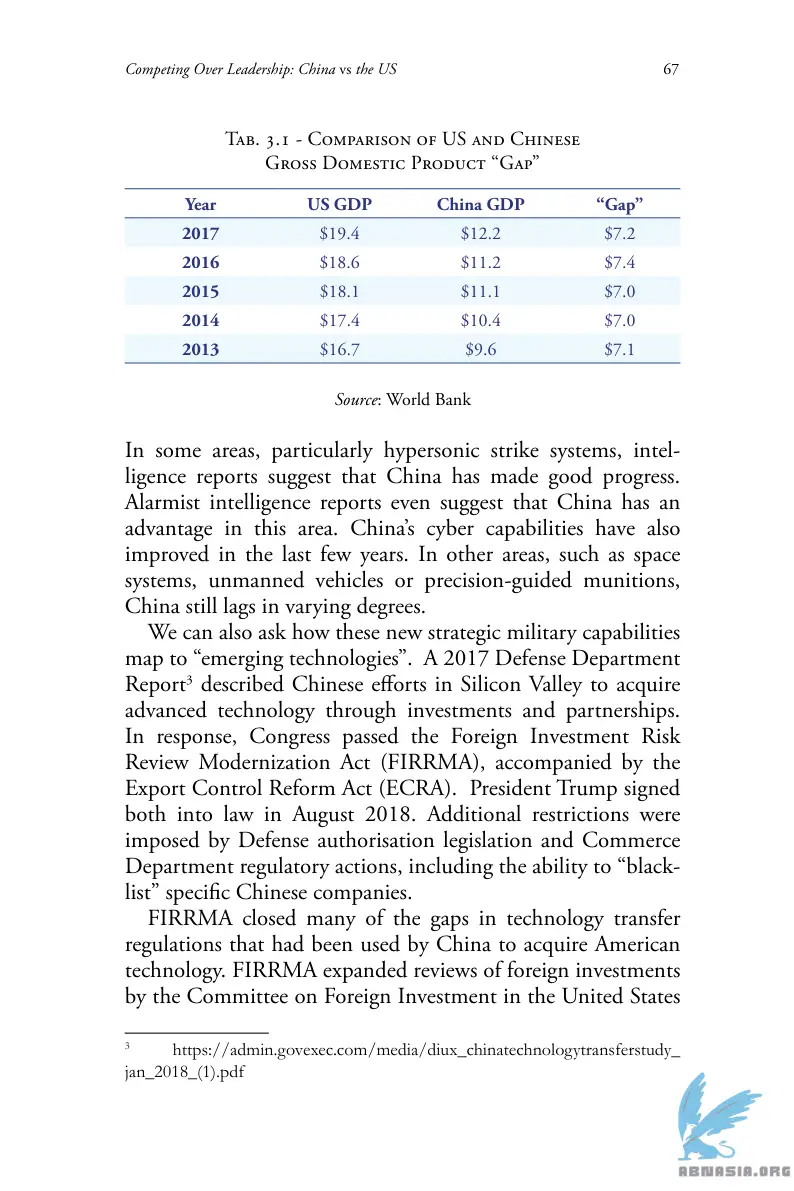 Competing Over Leadership: China vs the US 67
Tab. 3.1 - Comparison of US and Chinese
Gross Domestic Product “Gap”
Year US GDP China GDP “Gap”
2017 $19.4 $12.2 $7.2
2016 $18.6 $11.2 $7.4
2015 $18.1 $11.1 $7.0
2014 $17.4 $10.4 $7.0
2013 $16.7 $9.6 $7.1
Source: World Bank
In some areas, particularly hypersonic strike systems, intel-
ligence reports suggest that China has made good progress.
Alarmist intelligence reports even suggest that China has an
advantage in this area. China’s cyber capabilities have also
improved in the last few years. In other areas, such as space
systems, unmanned vehicles or precision-guided munitions,
China still lags in varying degrees.
We can also ask how these new strategic military capabilities
map to “emerging technologies”. A 2017 Defense Department
Report3 described Chinese efforts in Silicon Valley to acquire
advanced technology through investments and partnerships.
In response, Congress passed the Foreign Investment Risk
Review Modernization Act (FIRRMA), accompanied by the
Export Control Reform Act (ECRA). President Trump signed
both into law in August 2018. Additional restrictions were
imposed by Defense authorisation legislation and Commerce
Department regulatory actions, including the ability to “black-
list” specific Chinese companies.
FIRRMA closed many of the gaps in technology transfer
regulations that had been used by China to acquire American
technology. FIRRMA expanded reviews of foreign investments
by the Committee on Foreign Investment in the United States
3 https://admin.govexec.com/media/diux_chinatechnologytransferstudy_
jan_2018_(1).pdf
ABNASIA.ORG